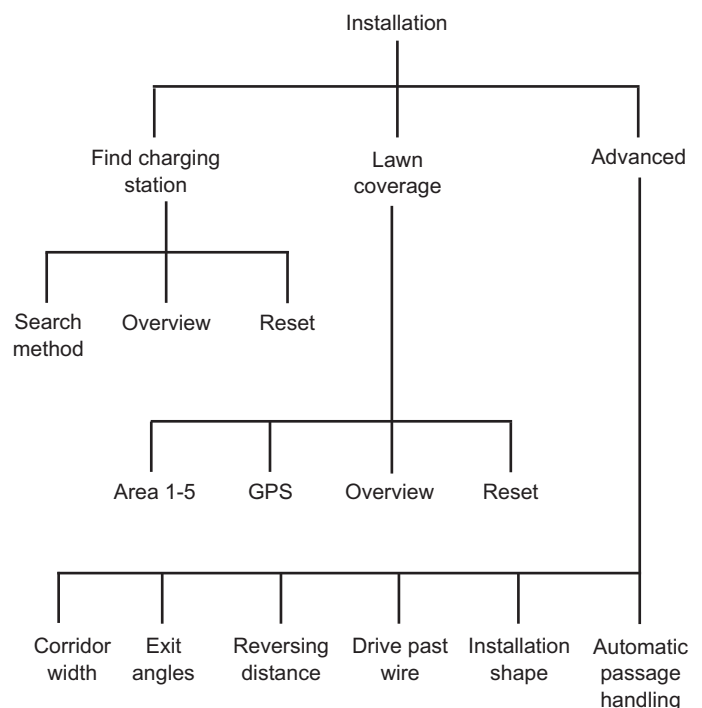 Installation
Find charging
station
Lawn
coverage
Advanced
Search
method
Overview
Reset
Area 1-5
GPS
Overview
Reset
Corridor
width
Exit
angles
Reversing
distance
Drive past
wire
Installation
shape
Automatic
passage
handling